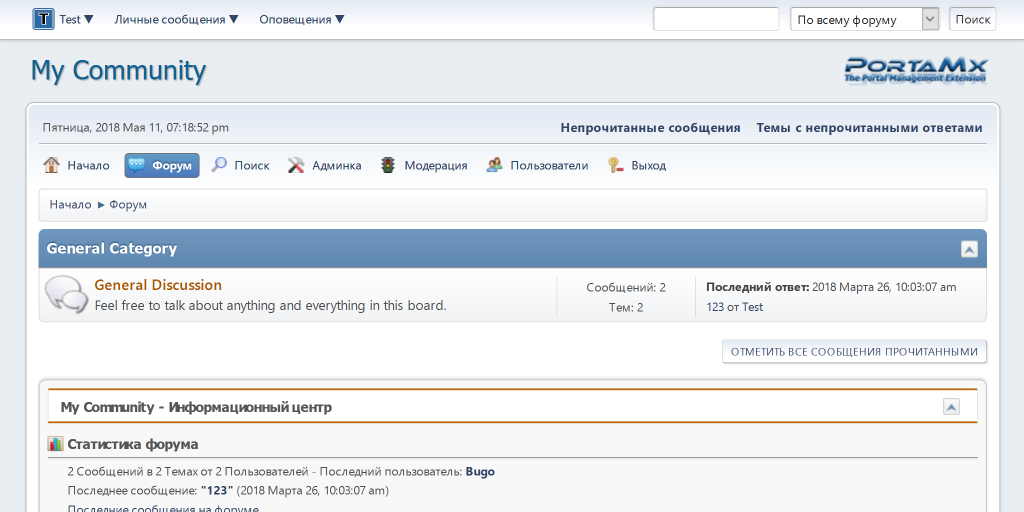 T Test ▼ Личные сообщения ▼ Оповещения ▼ По всему форуму Поиск
My Community PortaMx
The Portal Management Extension
Пятница, 2018 Мая 11, 07:18:52 pm Непрочитанные сообщения Темы с непрочитанными ответами
Начало Форум Поиск Админка Модерация Пользователи Выход
Начало ► Форум
General Category
General Discussion Сообщений: 2 Последний ответ: 2018 Марта 26, 10:03:07 am
Feel free to talk about anything and everything in this board. Тем: 2 123 от Test
ОТМЕТИТЬ ВСЕ СООБЩЕНИЯ ПРОЧИТАННЫМИ
My Community - Информационный центр
Статистика форума
2 Сообщений в 2 Темах от 2 Пользователей - Последний пользователь: Bugo
Последнее сообщение: "123" (2018 Марта 26, 10:03:07 am)
Последние сообщения на форуме